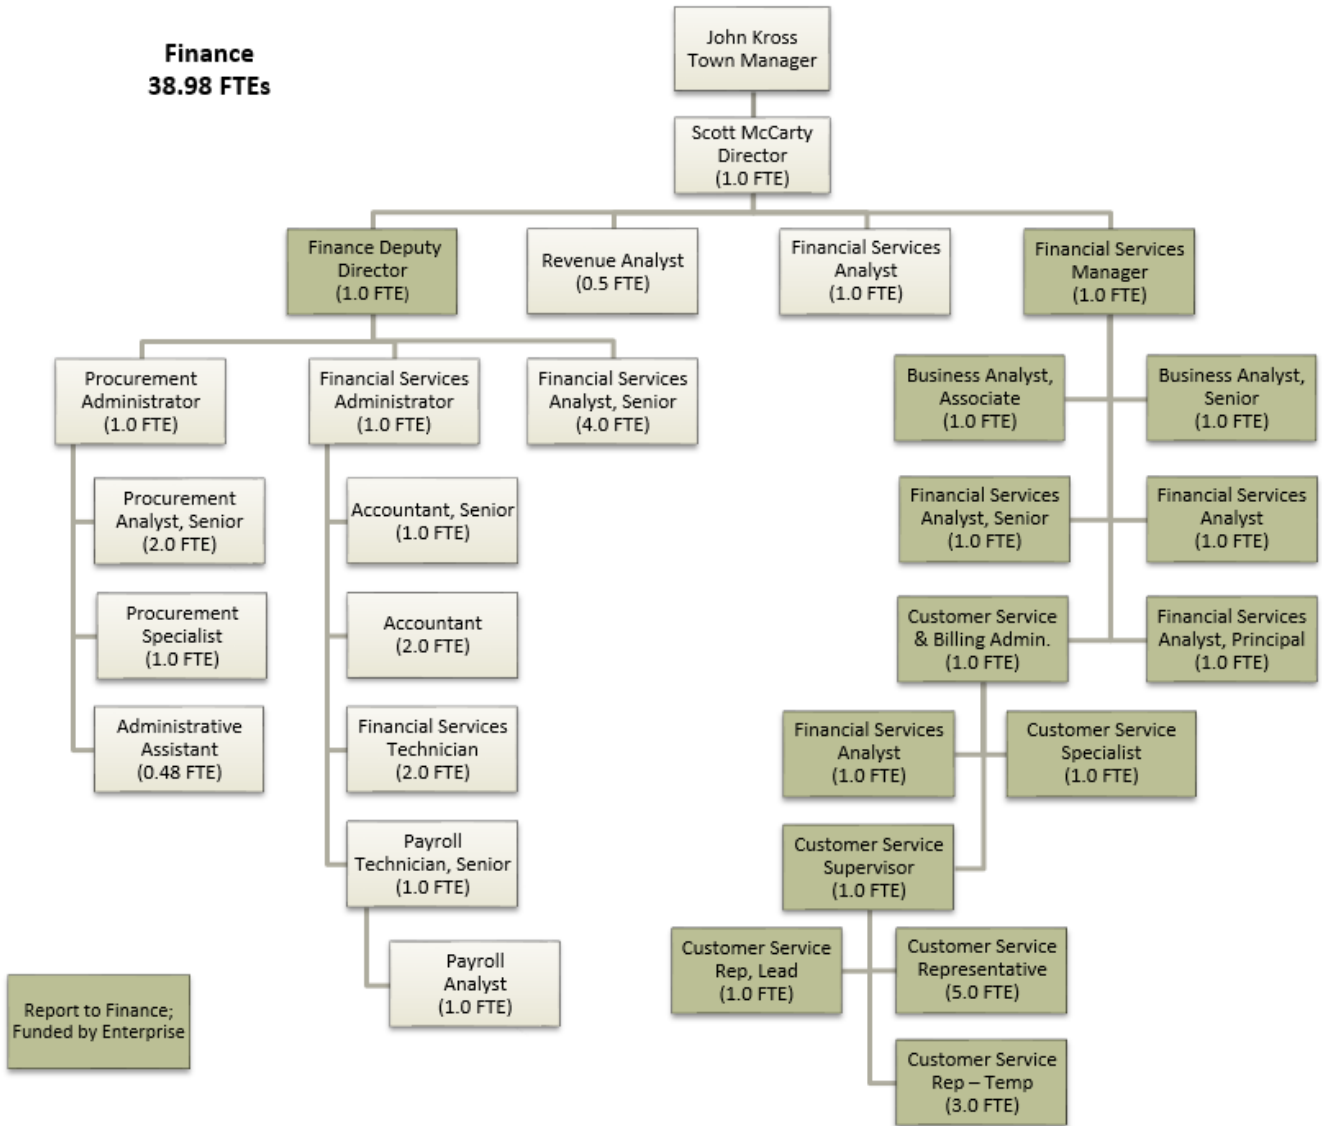 Finance
38.98 FTEs
John Kross
Town Manager
Scott McCarty
Director
(1.0 FTE)
Finance Deputy
Director
(1.0 FTE)
Revenue Analyst
(0.5 FTE)
Financial Services
Analyst
(1.0 FTE)
Financial Services
Manager
(1.0 FTE)
Procurement
Administrator
(1.0 FTE)
Financial Services
Administrator
(1.0 FTE)
Financial Services
Analyst, Senior
(4.0 FTE)
Business Analyst,
Associate
(1.0 FTE)
Business Analyst,
Senior
(1.0 FTE)
Procurement
Analyst, Senior
(2.0 FTE)
Accountant, Senior
(1.0 FTE)
Financial Services
Analyst, Senior
(1.0 FTE)
Financial Services
Analyst
(1.0 FTE)
Procurement
Specialist
(1.0 FTE)
Accountant
(2.0 FTE)
Customer Service
& Billing Admin.
(1.0 FTE)
Financial Services
Analyst, Principal
(1.0 FTE)
Administrative
Assistant
(0.48 FTE)
Financial Services
Technician
(2.0 FTE)
Financial Services
Analyst
(1.0 FTE)
Customer Service
Specialist
(1.0 FTE)
Payroll
Technician, Senior
(1.0 FTE)
Customer Service
Supervisor
(1.0 FTE)
Payroll
Analyst
(1.0 FTE)
Customer Service
Rep, Lead
(1.0 FTE)
Customer Service
Representative
(5.0 FTE)
Report to Finance;
Funded by Enterprise
Customer Service
Rep – Temp
(3.0 FTE)